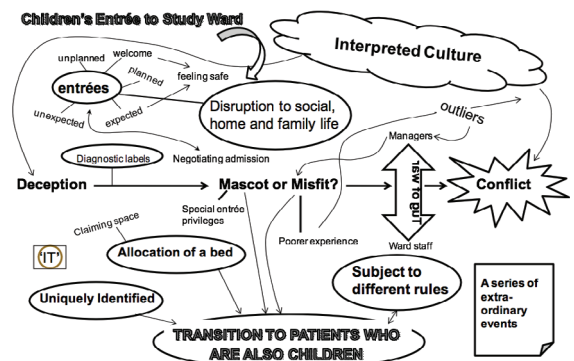 Children's Entrée to Study Ward
Interpreted Culture
unplanned
welcome
planned
feeling safe
entrées
unexpected
expected
Disruption to social,
home and family life
outliers
Managers
Diagnostic labels
Negotiating admission
Deception
Mascot or Misfit?
Tug of war
Conflict
Special entrée
privileges
Claiming space
Poorer experience
Ward staff
'IT'
Allocation of a bed
Subject to
different rules
A series of
extra-
ordinary
events
Uniquely Identified
TRANSITION TO PATIENTS WHO
ARE ALSO CHILDREN